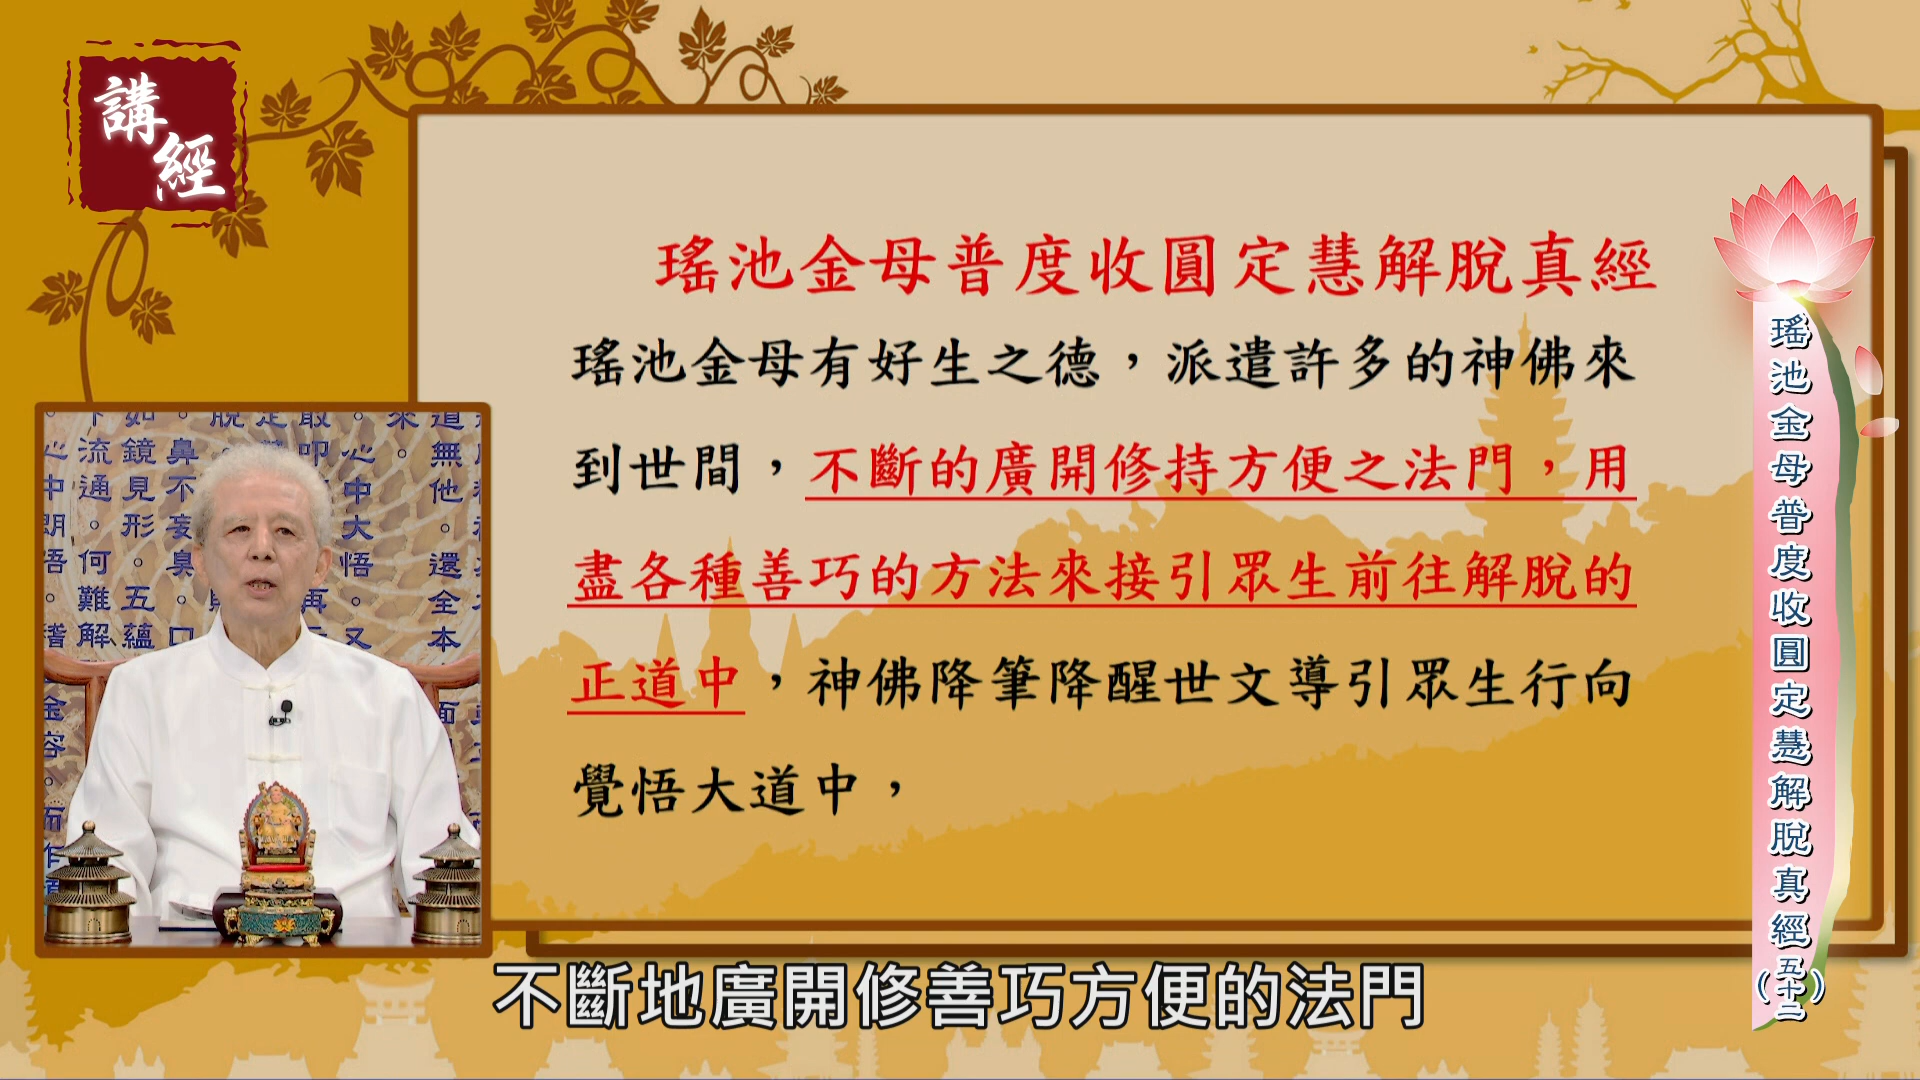 講經
瑤池金母普度收圓定慧解脫真經
瑤池金母有好生之德，派遣許多的神佛來
到世間，不斷的廣開修持方便之法門，用
盡各種善巧的方法來接引眾生前往解脫的
正道中，神佛降筆降醒世文導引眾生行向
覺悟大道中，
瑤池金母普度收圓定慧解脫真經(五十二)
不斷地廣開修善巧方便的法門